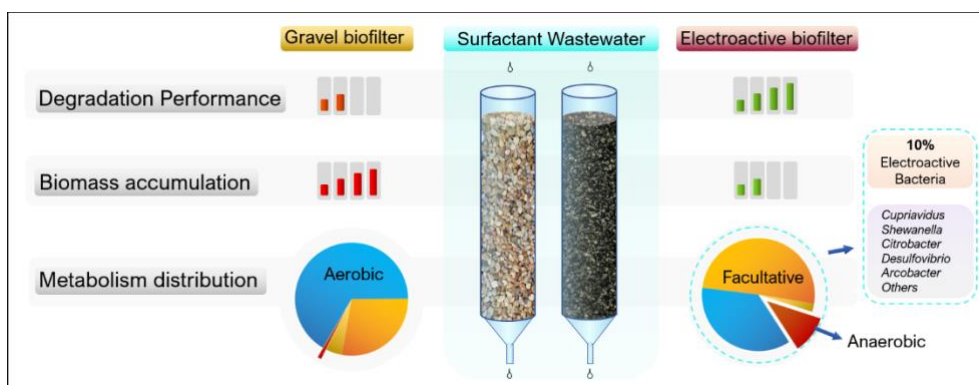 Gravel biofilter
Surfactant Wastewater
Electroactive biofilter
Degradation Performance
Biomass accumulation
10%
Electroactive
Bacteria
Cupriavidus
Shewanella
Citrobacter
Desulfovibrio
Arcobacter
Others
Metabolism distribution
Aerobic
Facultative
Anaerobic